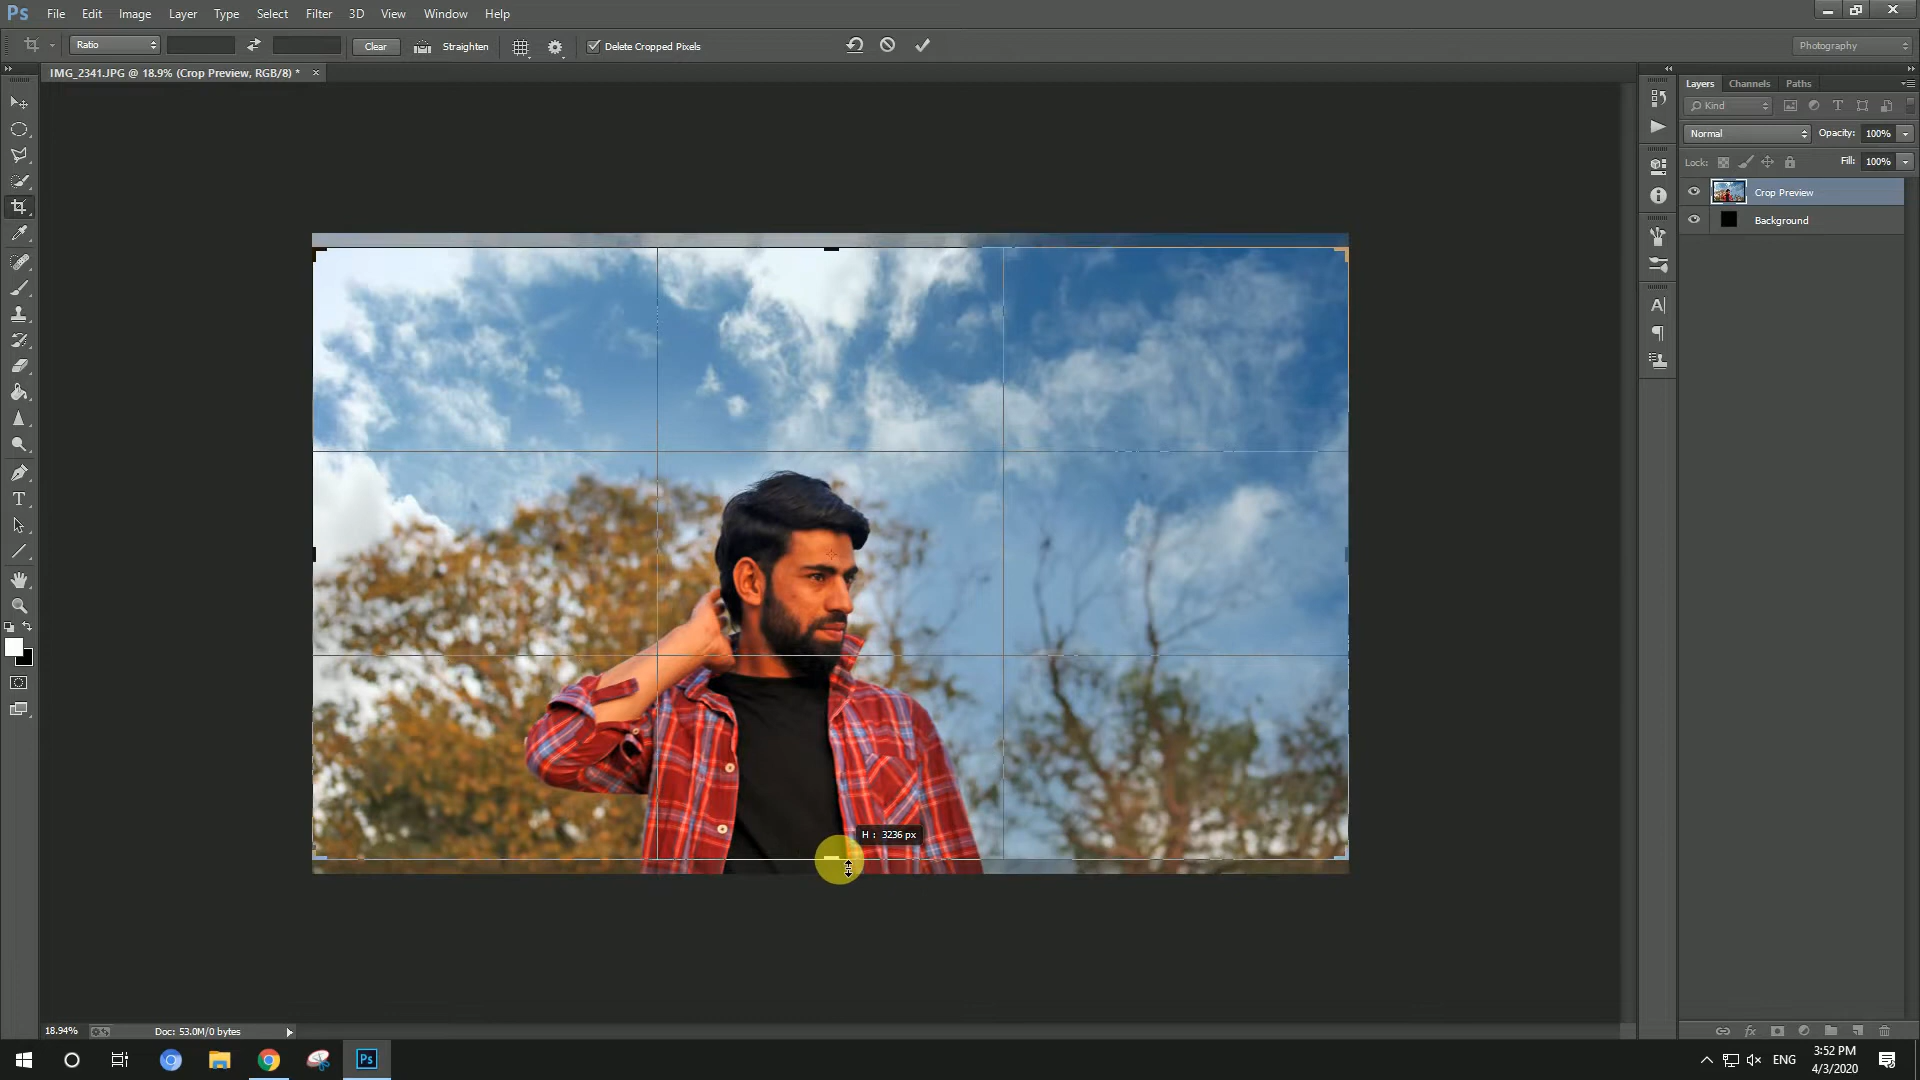 Ps File Edit Image Layer Type Select Filter 3D View Window Help
Ratio Clear Straighten Delete Cropped Pixels Photography
IMG_2341.JPG @ 18.9% (Crop Preview, RGB/8) * ×
Layers Channels Paths
Kind
Normal Opacity: 100%
Lock: Fill: 100%
Crop Preview
Background
H : 3236 px
18.94% Doc: 53.0M/0 bytes
Ps ENG 3:52 PM
4/3/2020